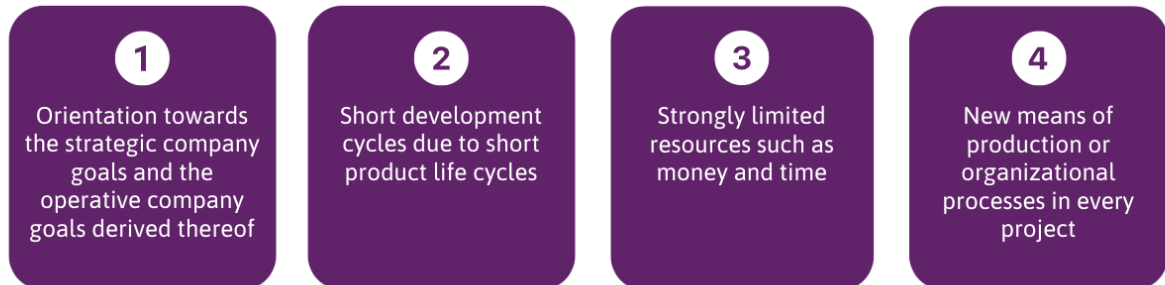 1
Orientation towards
the strategic company
goals and the
operative company
goals derived thereof
2
Short development
cycles due to short
product life cycles
3
Strongly limited
resources such as
money and time
4
New means of
production or
organizational
processes in every
project